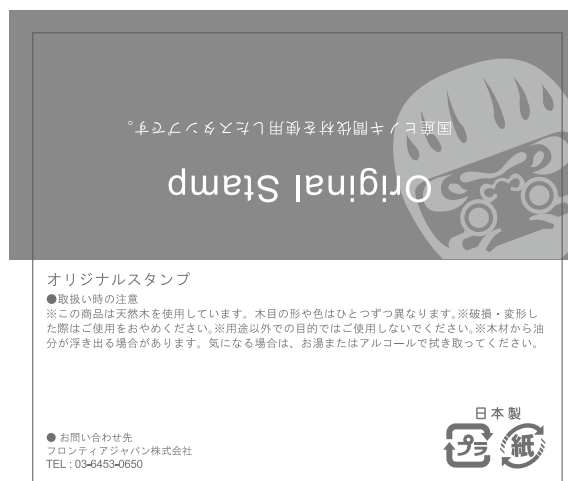 国産ヒノキ間伐材を使用したスタンプです。
Original Stamp
オリジナルスタンプ
●取扱い時の注意
※この商品は天然木を使用しています。木目の形や色はひとつずつ異なります。※破損・変形し
た際はご使用をおやめください。※用途以外での目的ではご使用しないでください。※木材から油
分が浮き出る場合があります。気になる場合は、お湯またはアルコールで拭き取ってください。
日本製
プラ 紙
● お問い合わせ先
フロンティアジャパン株式会社
TEL : 03-6453-0650